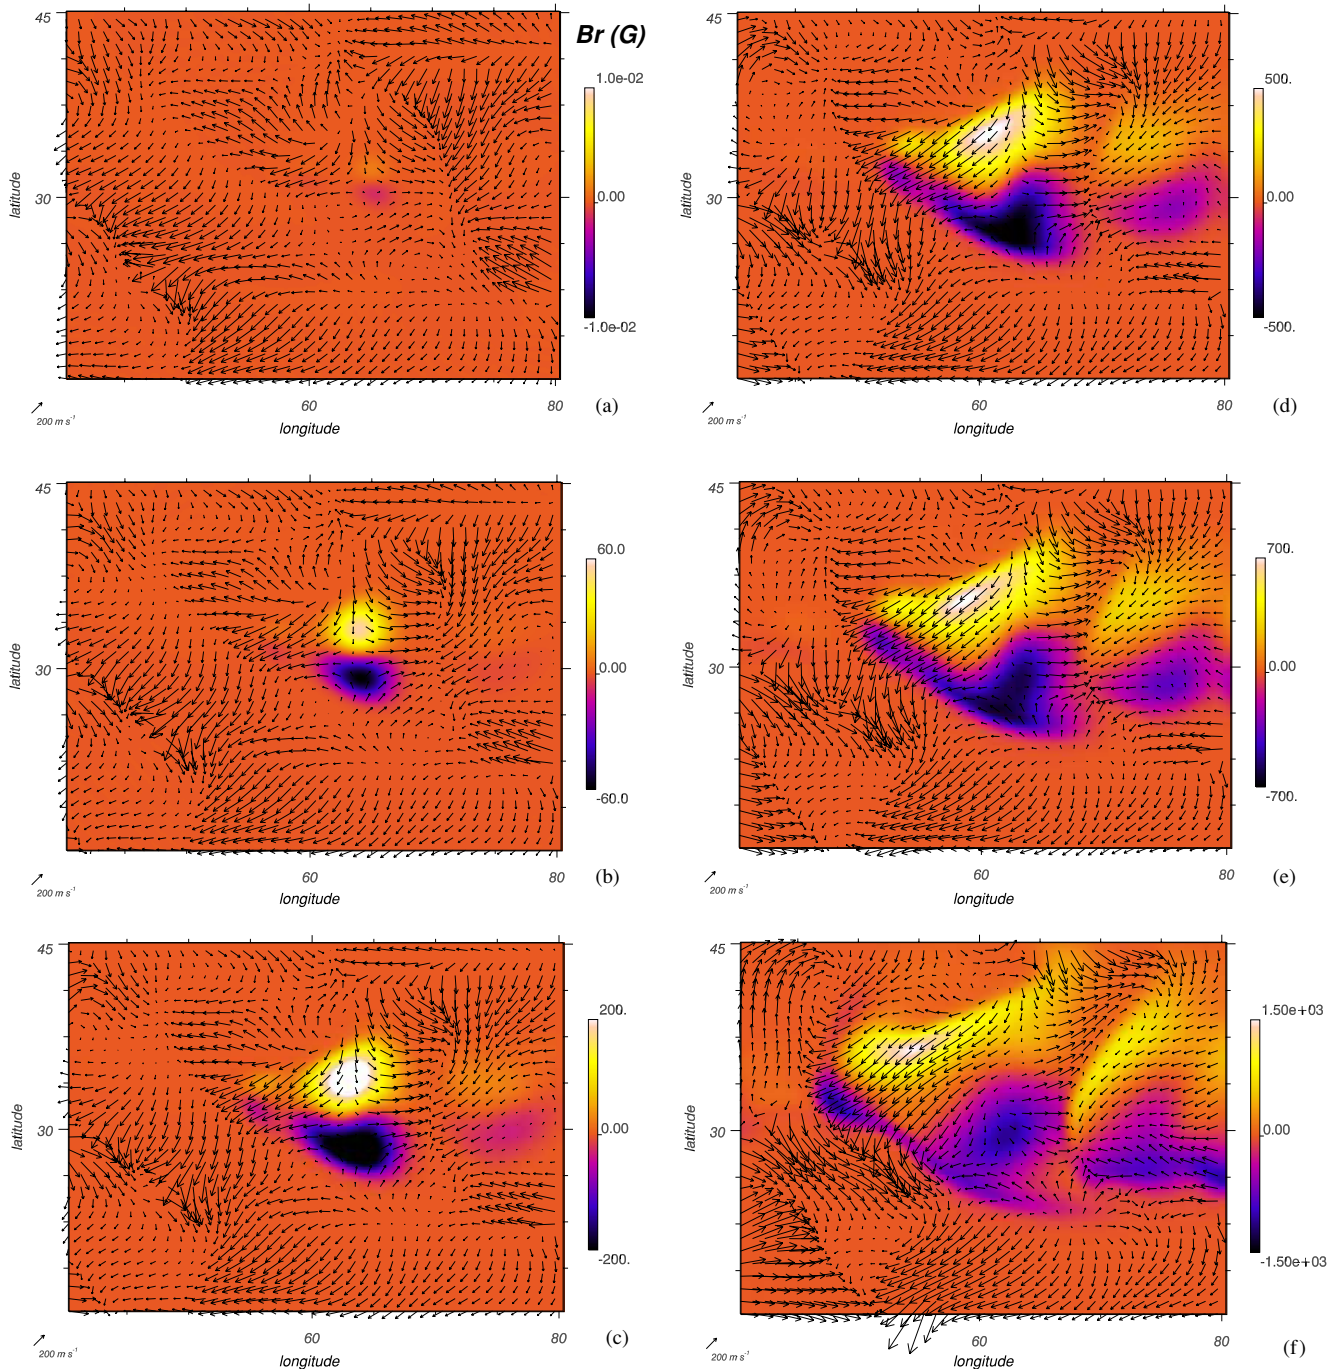 45
30
latitude
60
80
longitude
200 m s⁻¹
(a)
Br (G)
1.0e-02
0.00
-1.0e-02
45
30
latitude
60
80
longitude
200 m s⁻¹
(d)
500.
0.00
-500.
45
30
latitude
60
80
longitude
200 m s⁻¹
(b)
60.0
0.00
-60.0
45
30
latitude
60
80
longitude
200 m s⁻¹
(e)
700.
0.00
-700.
45
30
latitude
60
80
longitude
200 m s⁻¹
(c)
200.
0.00
-200.
45
30
latitude
60
80
longitude
200 m s⁻¹
(f)
1.50e+03
0.00
-1.50e+03